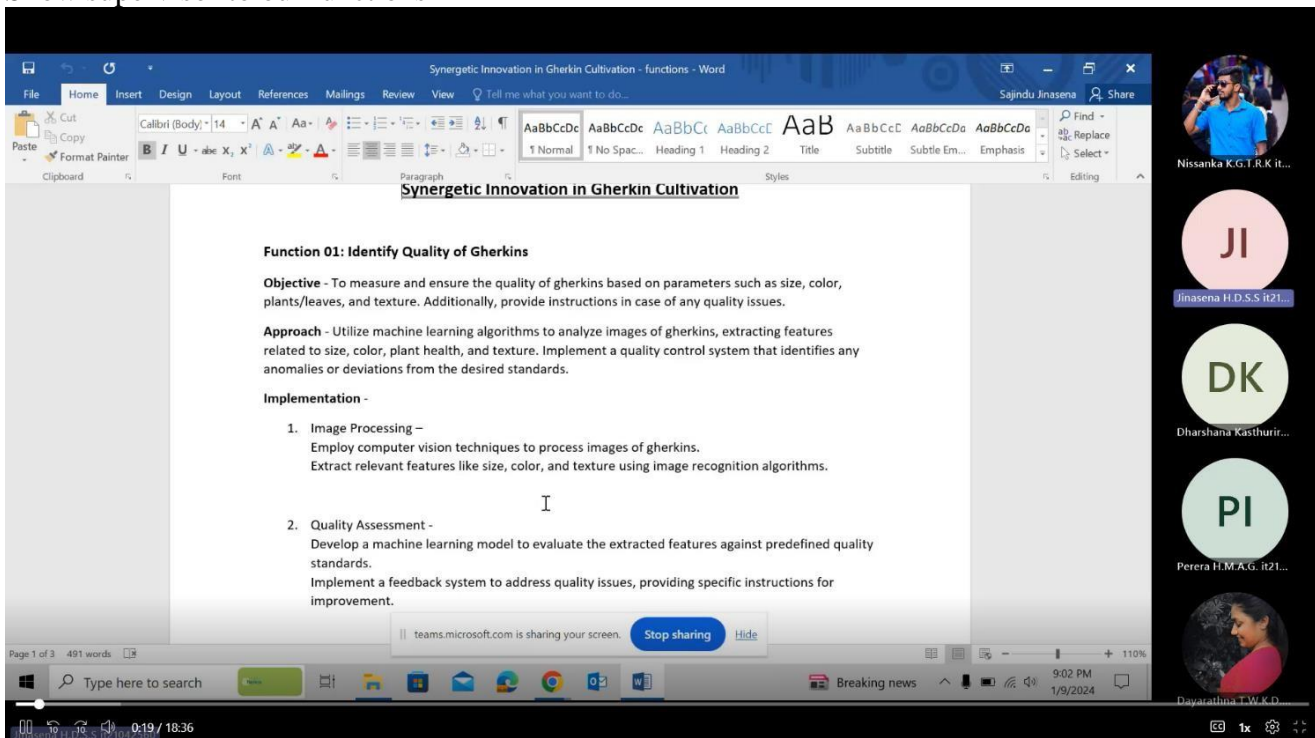 Synergetic Innovation in Gherkin Cultivation - functions - Word
Sajindu Jinasena
Share
File Home Insert Design Layout References Mailings Review View Tell me what you want to do...
Paste
Cut
Copy
Format Painter
Clipboard
Calibri (Body) 14
Font
Paragraph
AaBbCcDc AaBbCcDc AaBbCc AaBbCcE AaB AaBbCcD AaBbCcDa AaBbCcDa
¶ Normal ¶ No Spac... Heading 1 Heading 2 Title Subtitle Subtle Em... Emphasis
Styles
Find
Replace
Select
Editing
Synergetic Innovation in Gherkin Cultivation
Function 01: Identify Quality of Gherkins
Objective - To measure and ensure the quality of gherkins based on parameters such as size, color,
plants/leaves, and texture. Additionally, provide instructions in case of any quality issues.
Approach - Utilize machine learning algorithms to analyze images of gherkins, extracting features
related to size, color, plant health, and texture. Implement a quality control system that identifies any
anomalies or deviations from the desired standards.
Implementation -
1. Image Processing –
Employ computer vision techniques to process images of gherkins.
Extract relevant features like size, color, and texture using image recognition algorithms.
2. Quality Assessment -
Develop a machine learning model to evaluate the extracted features against predefined quality
standards.
Implement a feedback system to address quality issues, providing specific instructions for
improvement.
teams.microsoft.com is sharing your screen. Stop sharing Hide
Page 1 of 3 491 words
110%
Type here to search
Breaking news
9:02 PM
1/9/2024
0:19 / 18:36
1x
Nissanka K.G.T.R.K it...
JI
Jinasena H.D.S.S it21...
DK
Dharshana Kasthurir...
PI
Perera H.M.A.G. it21...
Dayarathna T.W.K.D....